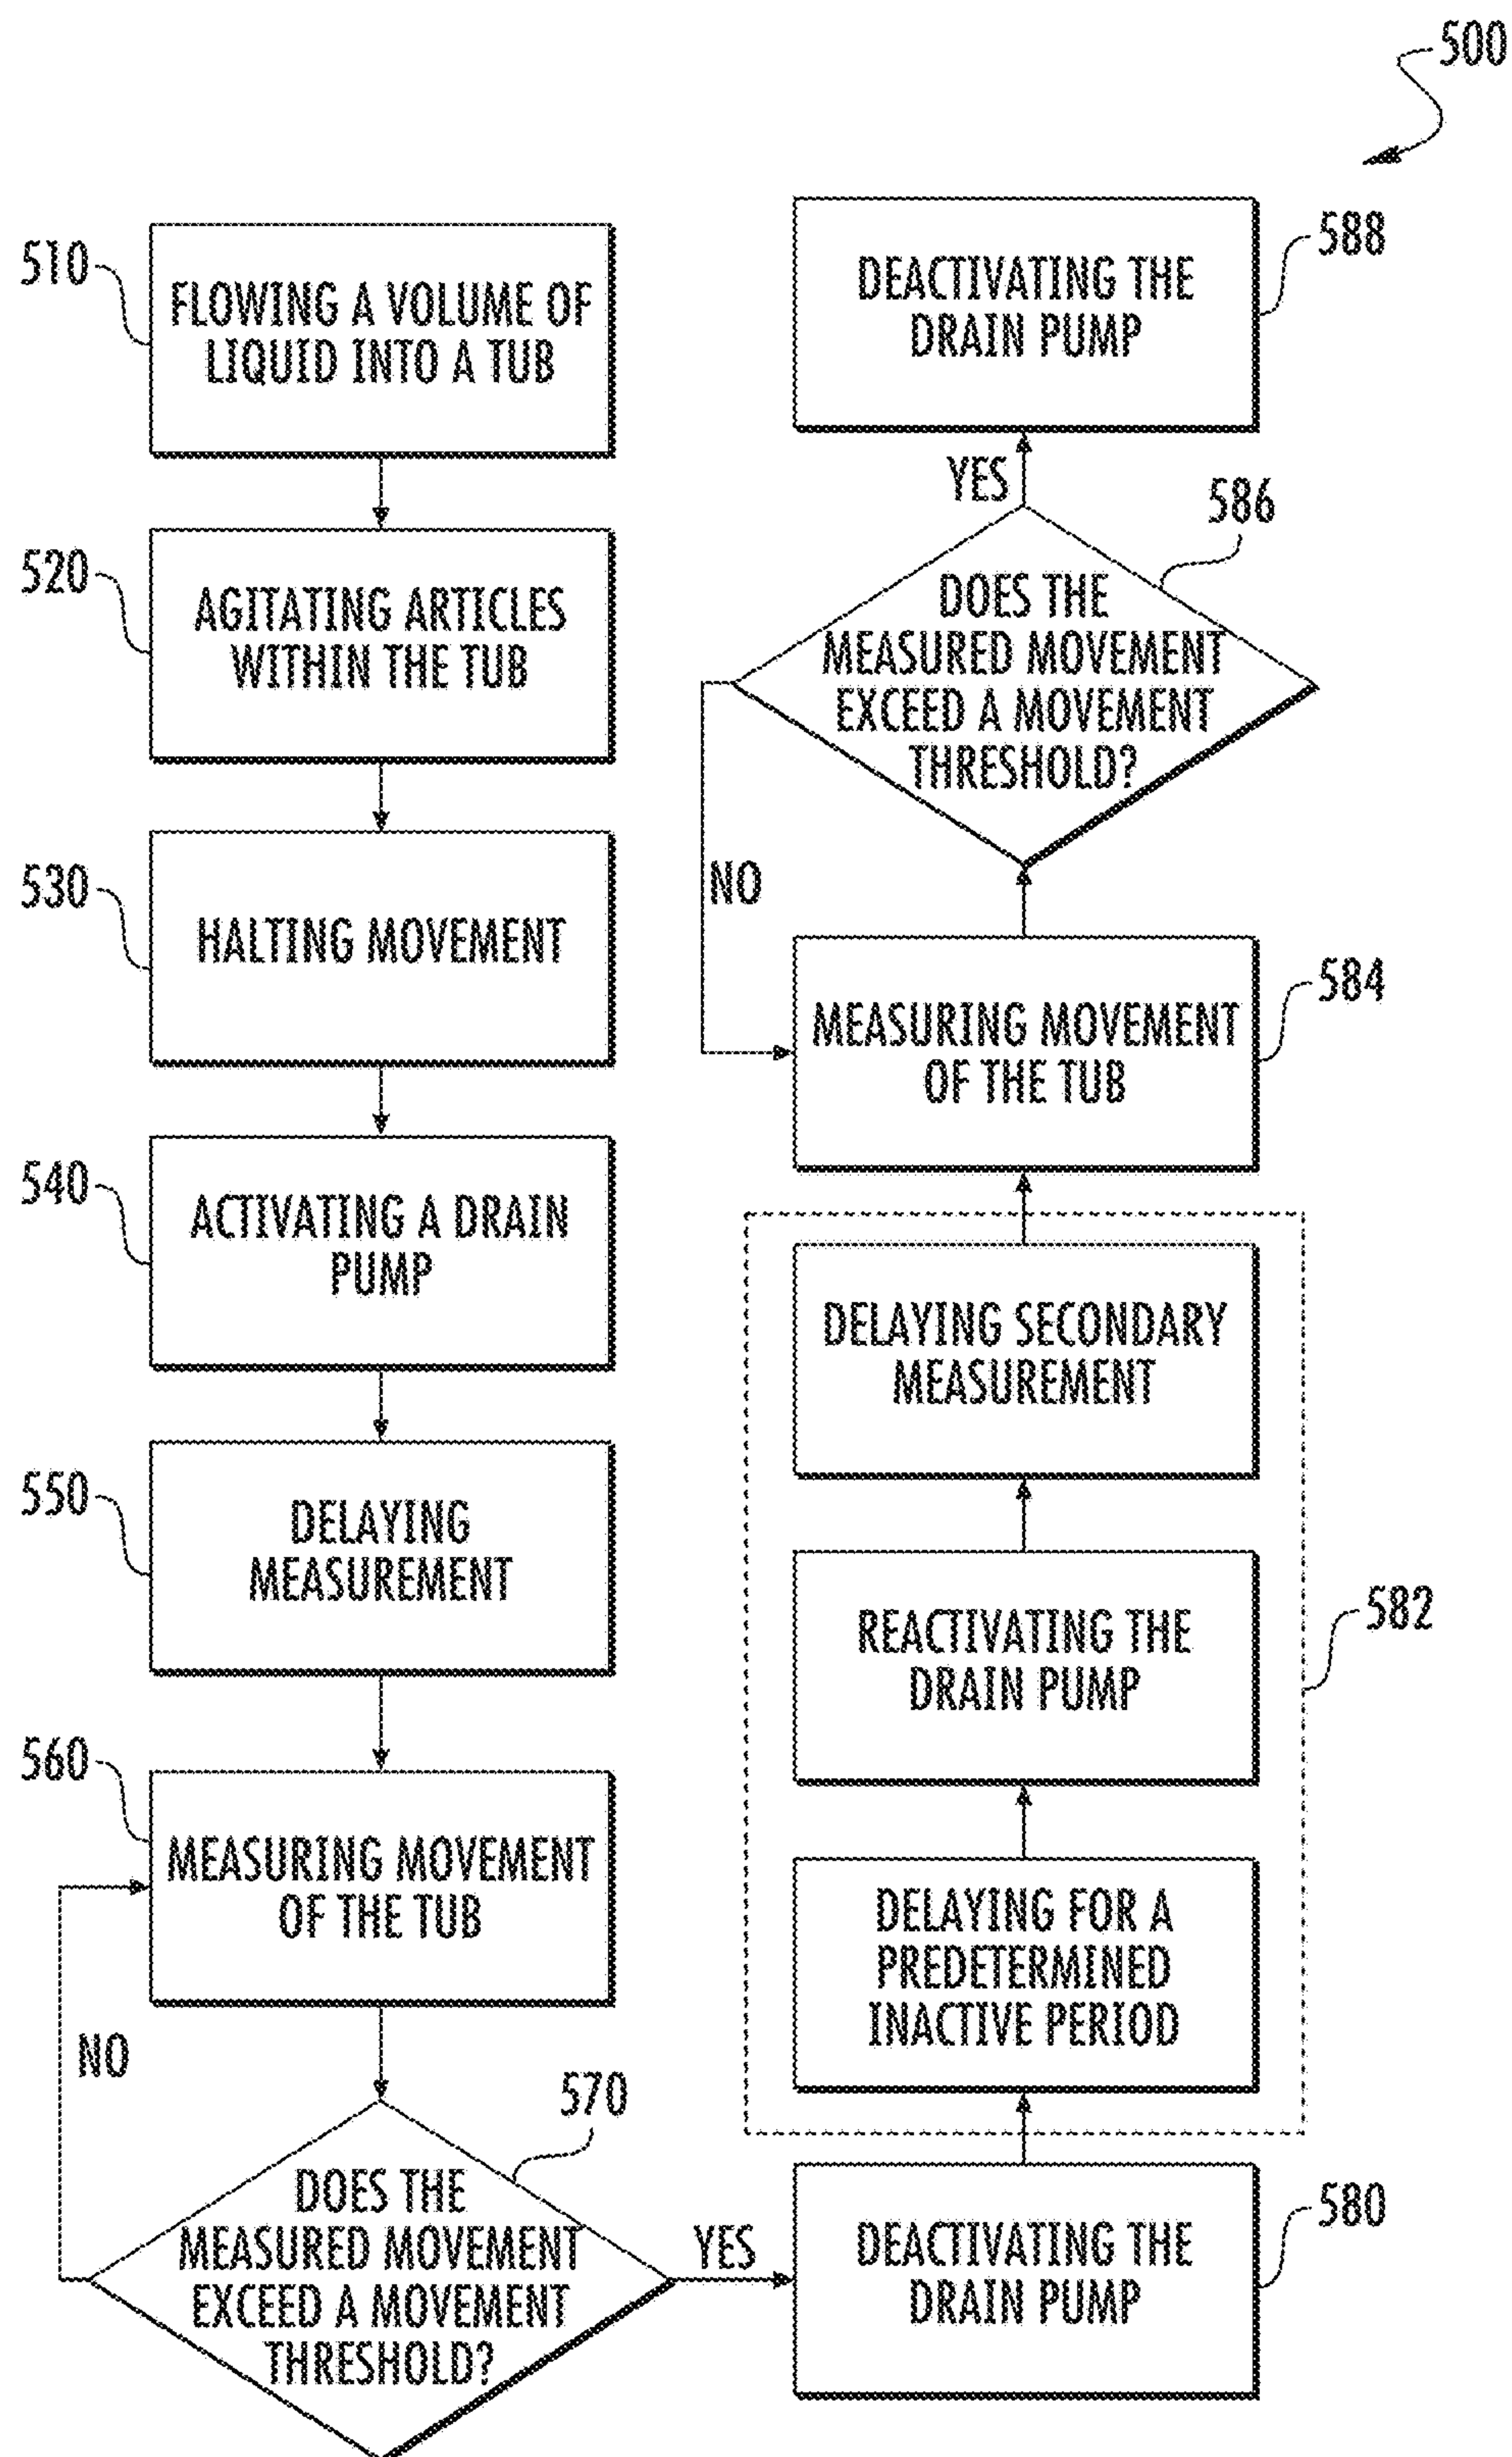 500
510
FLOWING A VOLUME OF
LIQUID INTO A TUB
520
AGITATING ARTICLES
WITHIN THE TUB
530
HALTING MOVEMENT
540
ACTIVATING A DRAIN
PUMP
550
DELAYING
MEASUREMENT
560
MEASURING MOVEMENT
OF THE TUB
NO
570
DOES THE
MEASURED MOVEMENT
EXCEED A MOVEMENT
THRESHOLD?
YES
580
DEACTIVATING THE
DRAIN PUMP
582
DELAYING FOR A
PREDETERMINED
INACTIVE PERIOD
REACTIVATING THE
DRAIN PUMP
DELAYING SECONDARY
MEASUREMENT
584
MEASURING MOVEMENT
OF THE TUB
NO
586
DOES THE
MEASURED MOVEMENT
EXCEED A MOVEMENT
THRESHOLD?
YES
588
DEACTIVATING THE
DRAIN PUMP